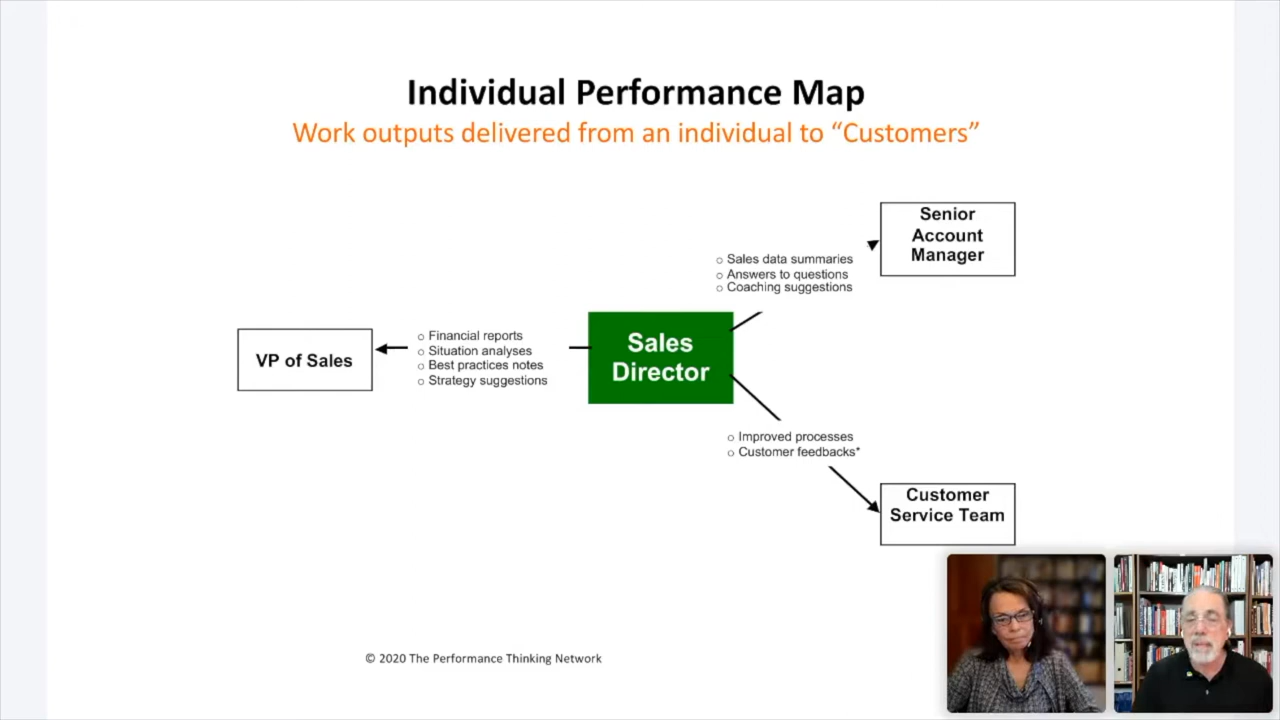 Individual Performance Map
Work outputs delivered from an individual to “Customers”
Senior
Account
Manager
o Sales data summaries
o Answers to questions
o Coaching suggestions
VP of Sales
o Financial reports
o Situation analyses
o Best practices notes
o Strategy suggestions
Sales
Director
o Improved processes
o Customer feedbacks*
Customer
Service Team
© 2020 The Performance Thinking Network